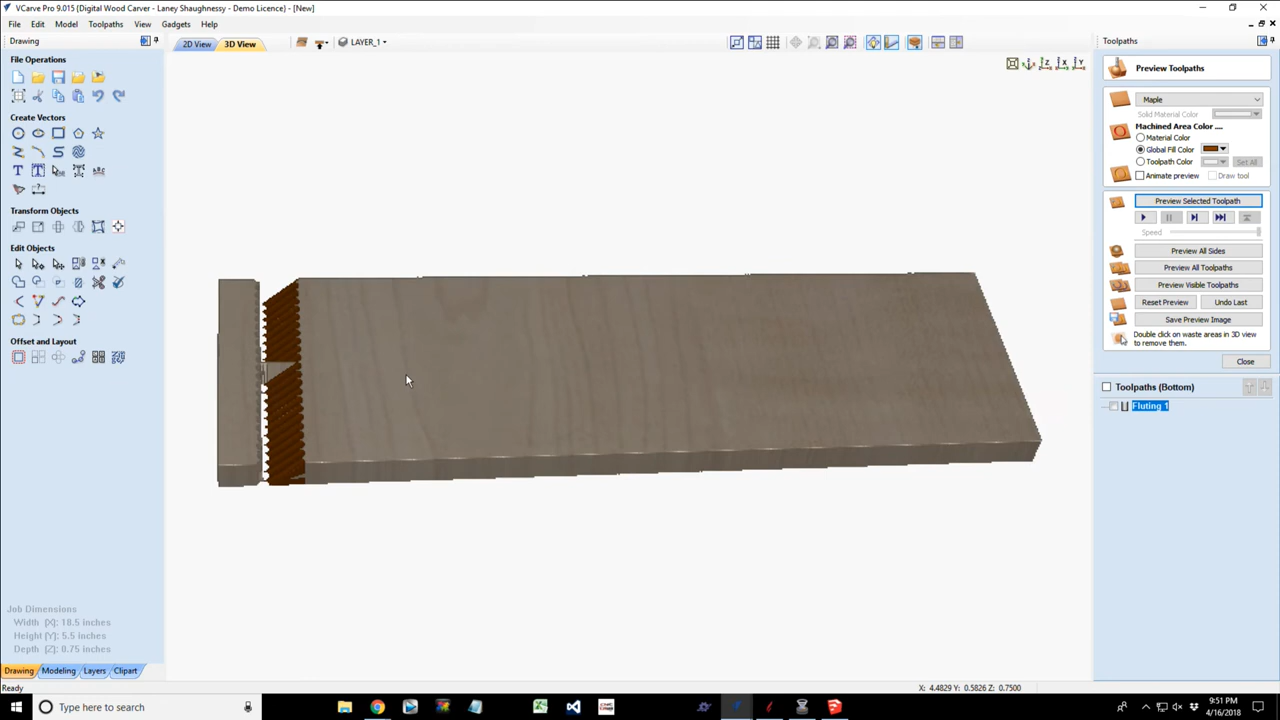 VCarve Pro 9.015 {Digital Wood Carver - Laney Shaughnessy - Demo Licence} - [New]
File Edit Model Toolpaths View Gadgets Help
Drawing
2D View 3D View LAYER_1
Toolpaths
File Operations
Create Vectors
Transform Objects
Edit Objects
Offset and Layout
Job Dimensions
Width (X): 18.5 inches
Height (Y): 5.5 inches
Depth (Z): 0.75 inches
Drawing Modeling Layers Clipart
Z X Y
Preview Toolpaths
Maple
Solid Material Color
Machined Area Color ....
Material Color
Global Fill Color
Toolpath Color Set All
Animate preview Draw tool
Preview Selected Toolpath
Speed
Preview All Sides
Preview All Toolpaths
Preview Visible Toolpaths
Reset Preview Undo Last
Save Preview Image
Double click on waste areas in 3D view
to remove them.
Close
Toolpaths (Bottom)
Fluting 1
Ready
X: 4.4829 Y: 0.5826 Z: 0.7500
Type here to search
9:51 PM
4/16/2018